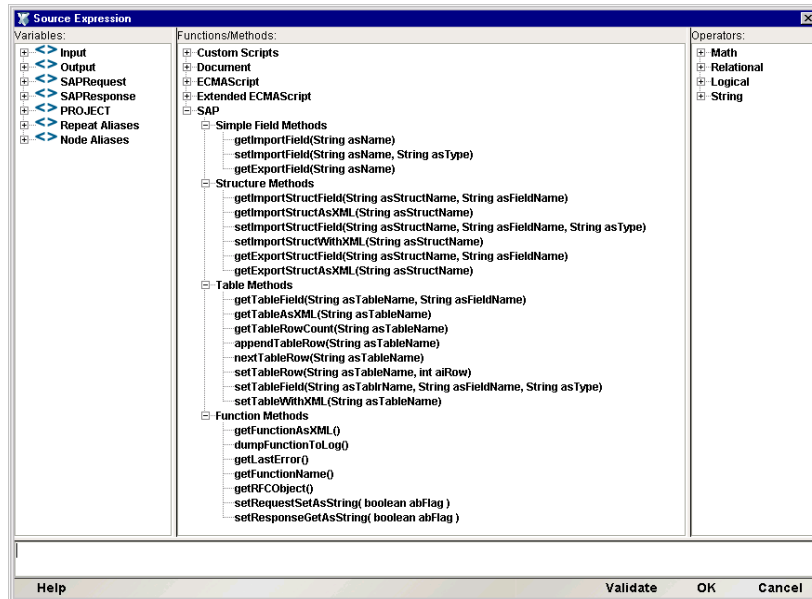 Source Expression
Variables:
Input
Output
SAPRequest
SAPResponse
PROJECT
Repeat Aliases
Node Aliases
Functions/Methods:
Custom Scripts
Document
ECMAScript
Extended ECMAScript
SAP
Simple Field Methods
getImportField(String asName)
setImportField(String asName, String asType)
getExportField(String asName)
Structure Methods
getImportStructField(String asStructName, String asFieldName)
getImportStructAsXML(String asStructName)
setImportStructField(String asStructName, String asFieldName, String asType)
setImportStructWithXML(String asStructName)
getExportStructField(String asStructName, String asFieldName)
getExportStructAsXML(String asStructName)
Table Methods
getTableField(String asTableName, String asFieldName)
getTableAsXML(String asTableName)
getTableRowCount(String asTableName)
appendTableRow(String asTableName)
nextTableRow(String asTableName)
setTableRow(String asTableName, int aiRow)
setTableField(String asTablrName, String asFieldName, String asType)
setTableWithXML(String asTableName)
Function Methods
getFunctionAsXML()
dumpFunctionToLog()
getLastError()
getFunctionName()
getRFCObject()
setRequestSetAsString( boolean abFlag )
setResponseGetAsString( boolean abFlag )
Operators:
Math
Relational
Logical
String
Help
Validate
OK
Cancel